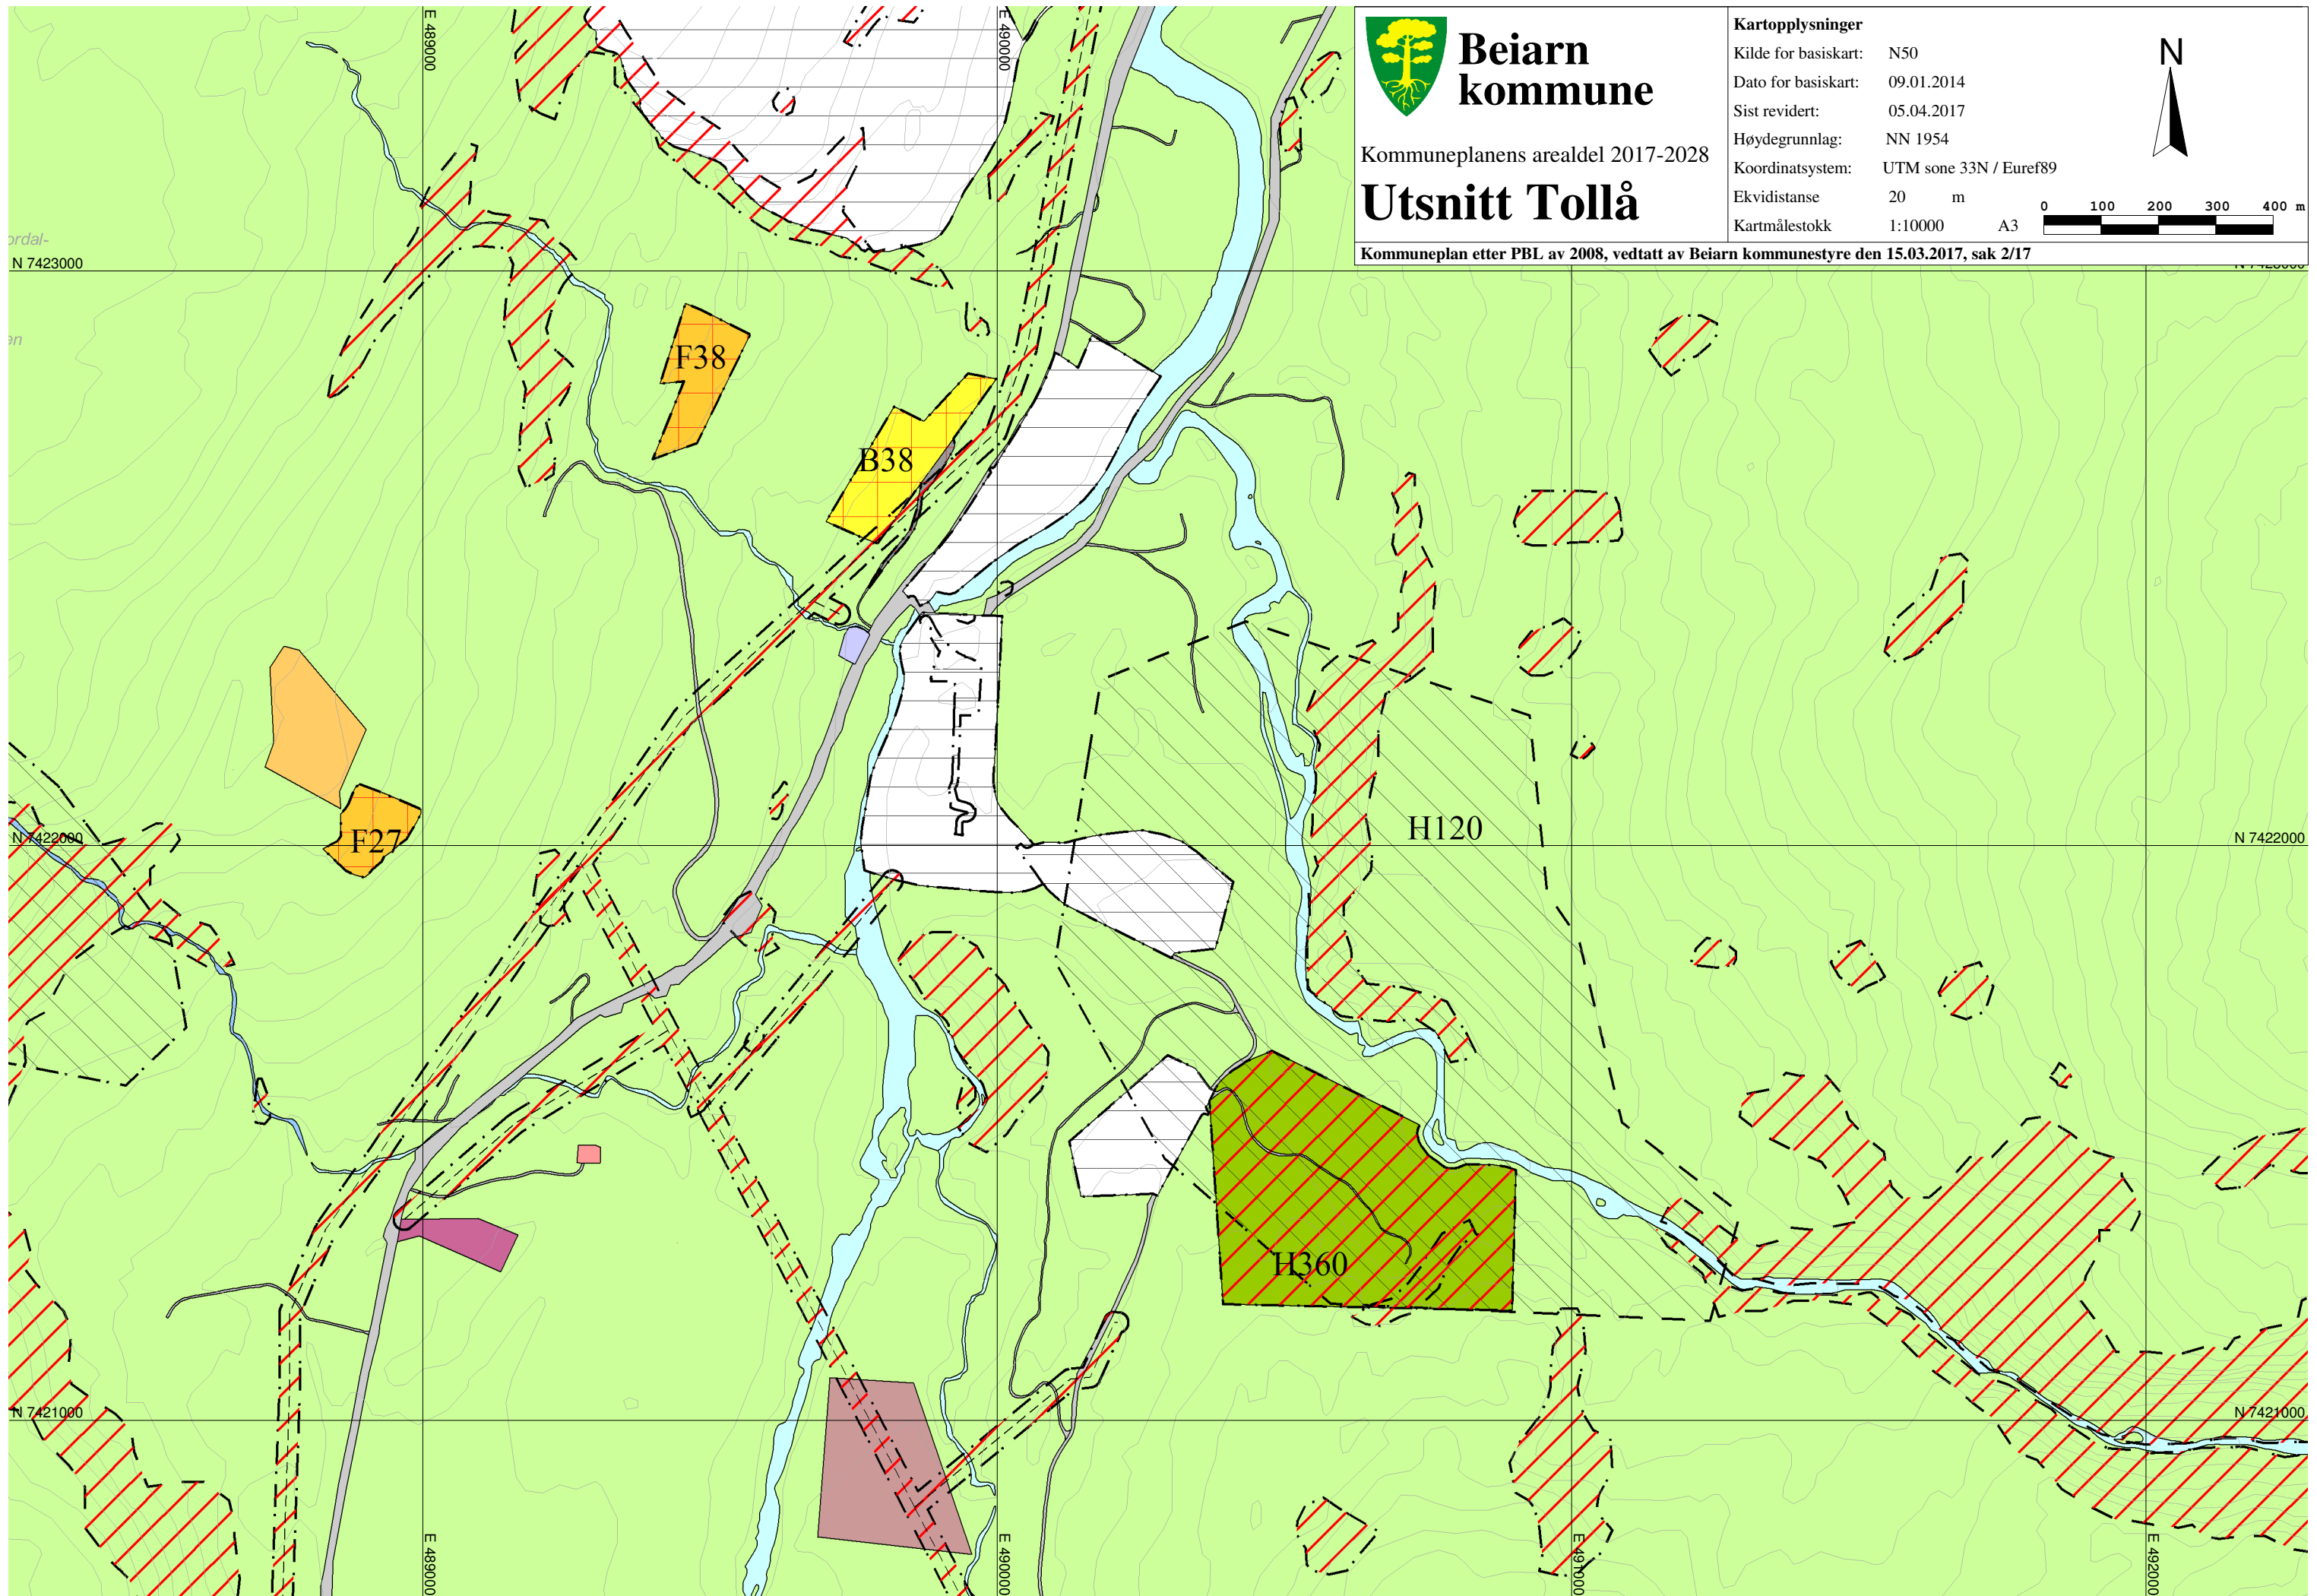 Beiarn
kommune
Kommuneplanens arealdel 2017-2028
Utsnitt Tollå
Kartopplysninger
Kilde for basiskart: N50
Dato for basiskart: 09.01.2014
Sist revidert: 05.04.2017
Høydegrunnlag: NN 1954
Koordinatsystem: UTM sone 33N / Euref89
Ekvidistanse 20 m
Kartmålestokk 1:10000 A3
N
0 100 200 300 400 m
Kommuneplan etter PBL av 2008, vedtatt av Beiarn kommunestyre den 15.03.2017, sak 2/17
E 489000
E 490000
ordal-
N 7423000
en
F38
B38
F27
N 7422000
H120
N 7422000
H360
N 7421000
N 7421000
E 489000
E 490000
E 491000
E 492000